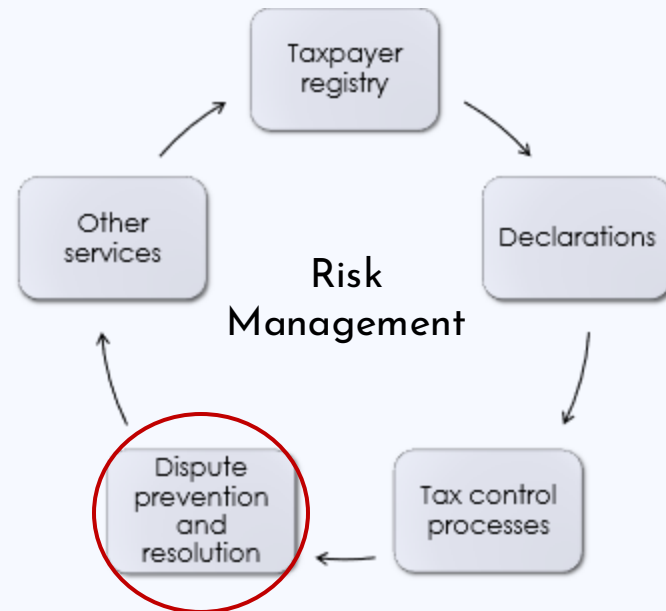 Taxpayer
registry
Other
services
Declarations
Risk
Management
Dispute
prevention
and
resolution
Tax control
processes